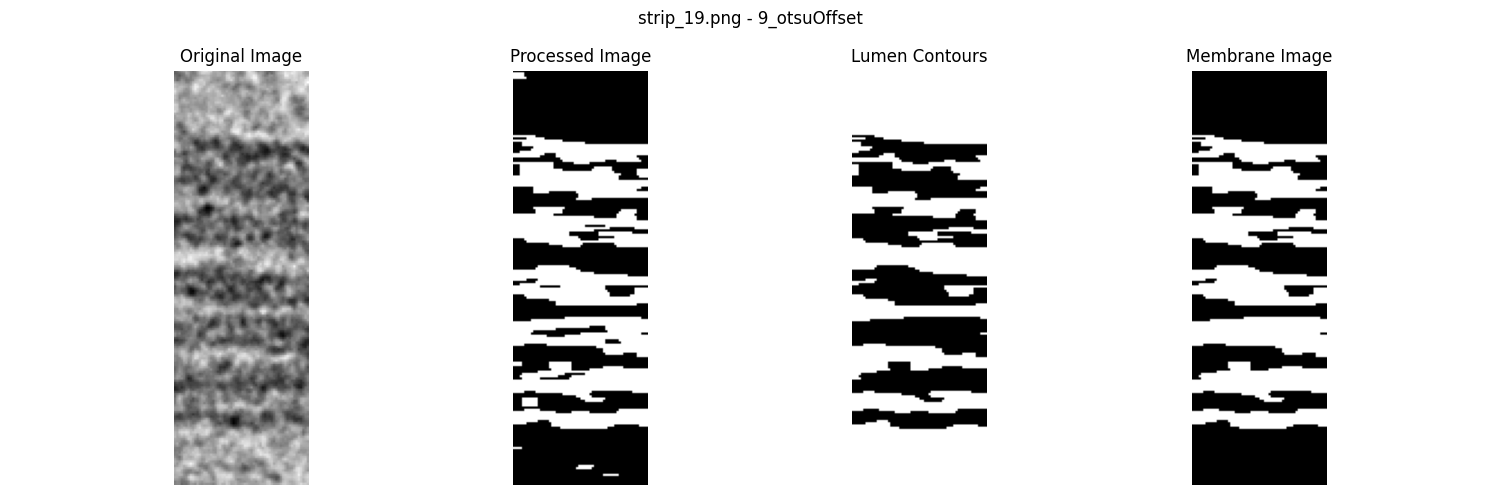 strip_19.png - 9_otsuOffset
Original Image
Processed Image
Lumen Contours
Membrane Image